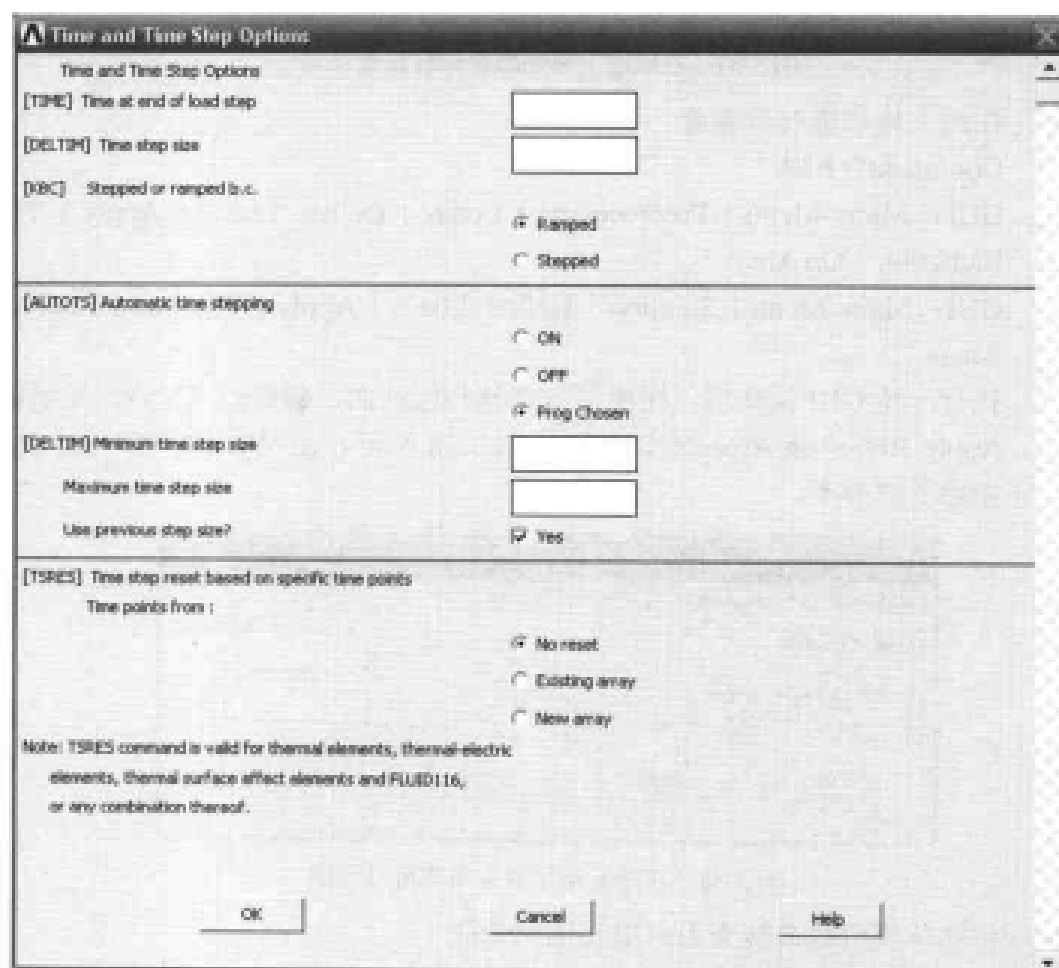 Time and Time Step Options
Time and Time Step Options
[TIME] Time at end of load step
[DELTIM] Time step size
[KBC] Stepped or ramped b.c.
Ramped
Stepped
[AUTOTS] Automatic time stepping
ON
OFF
Prog Chosen
[DELTIM] Minimum time step size
Maximum time step size
Use previous step size?
Yes
[TSRES] Time step reset based on specific time points
Time points from :
No reset
Existing array
New array
Note: TSRES command is valid for thermal elements, thermal-electric
elements, thermal surface effect elements and FLUID116,
or any combination thereof.
OK
Cancel
Help